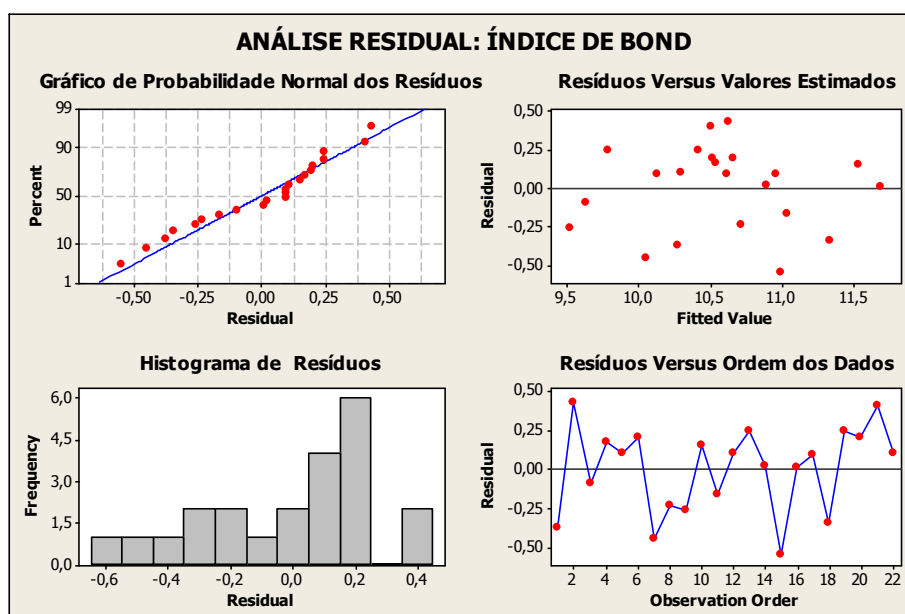 ANÁLISE RESIDUAL: ÍNDICE DE BOND
Gráfico de Probabilidade Normal dos Resíduos
99
90
50
10
1
Percent
-0,50 -0,25 0,00 0,25 0,50
Residual
Resíduos Versus Valores Estimados
0,50
0,25
0,00
-0,25
-0,50
Residual
9,5 10,0 10,5 11,0 11,5
Fitted Value
Histograma de Resíduos
6,0
4,5
3,0
1,5
0,0
Frequency
-0,6 -0,4 -0,2 0,0 0,2 0,4
Residual
Resíduos Versus Ordem dos Dados
0,50
0,25
0,00
-0,25
-0,50
Residual
2 4 6 8 10 12 14 16 18 20 22
Observation Order